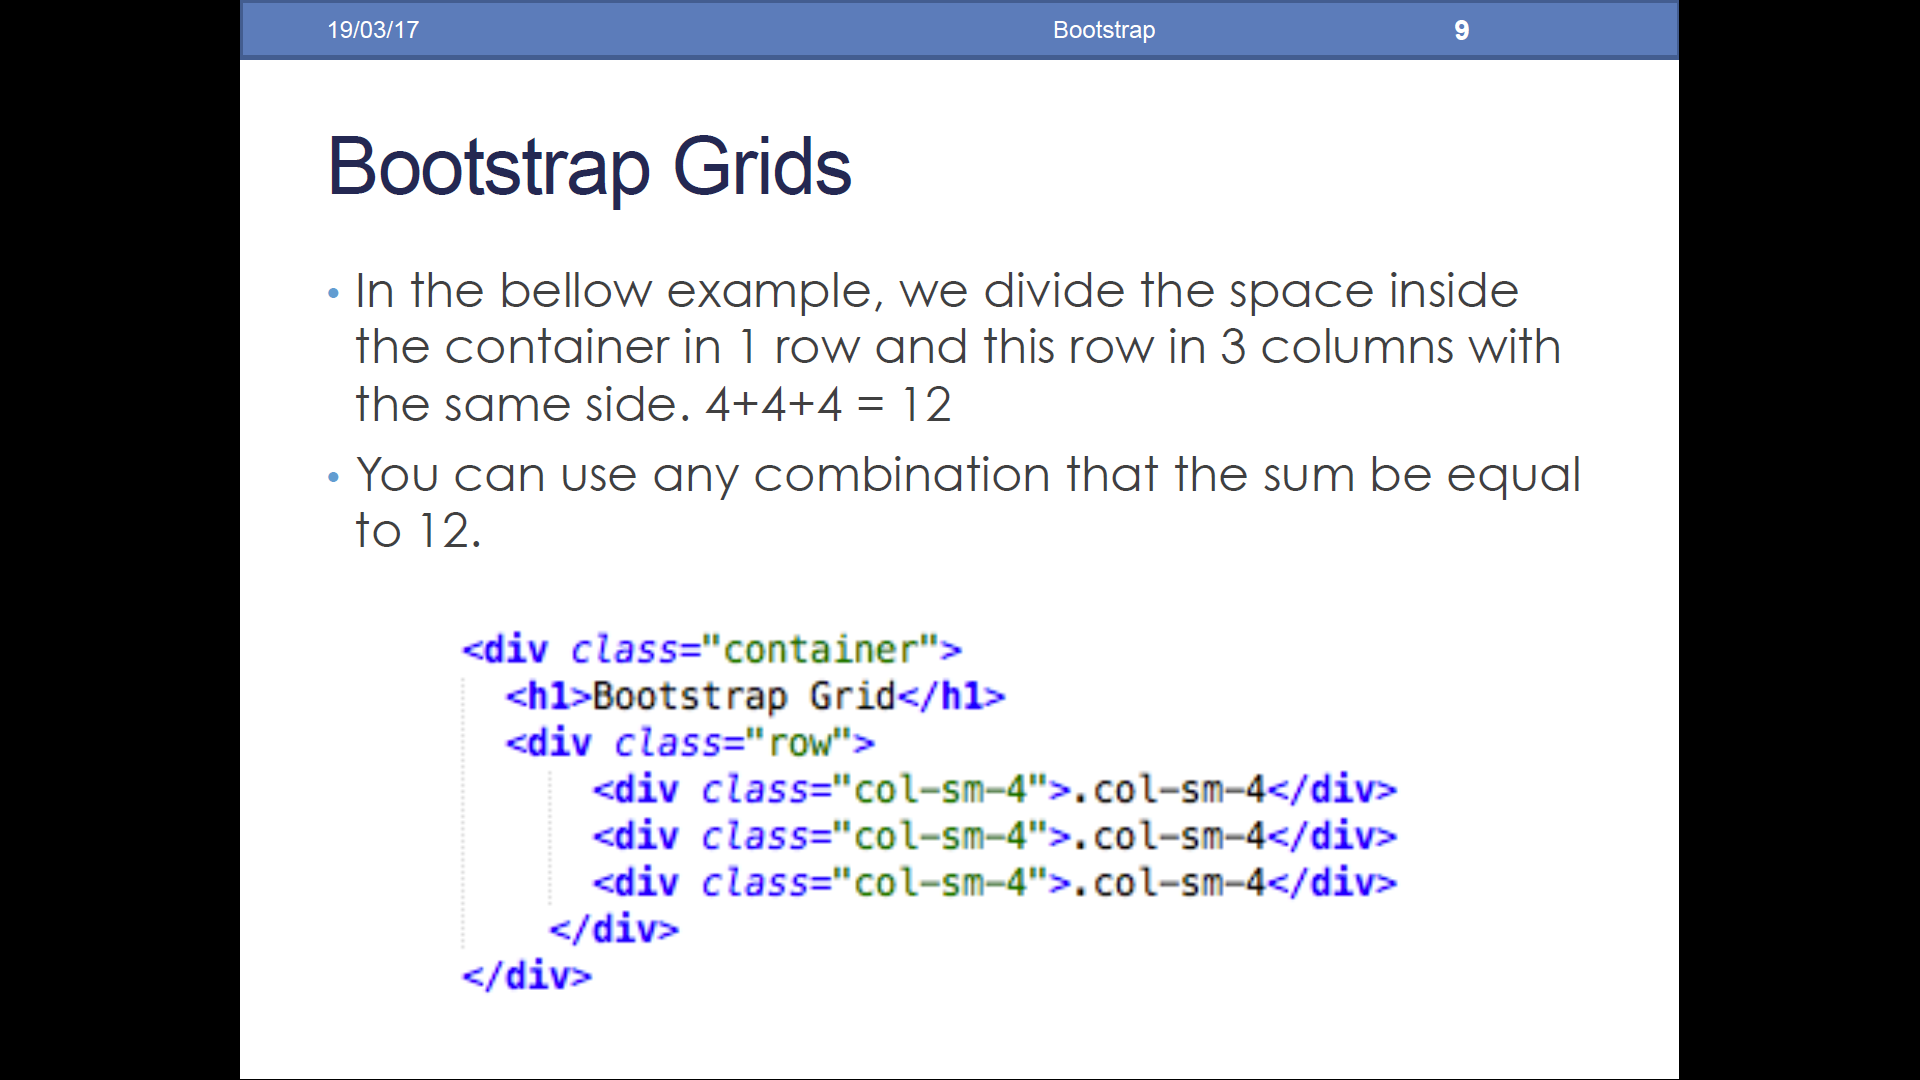 19/03/17 Bootstrap 9
Bootstrap Grids
• In the bellow example, we divide the space inside
the container in 1 row and this row in 3 columns with
the same side. 4+4+4 = 12
• You can use any combination that the sum be equal
to 12.
<div class="container">
<h1>Bootstrap Grid</h1>
<div class="row">
<div class="col-sm-4">.col-sm-4</div>
<div class="col-sm-4">.col-sm-4</div>
<div class="col-sm-4">.col-sm-4</div>
</div>
</div>